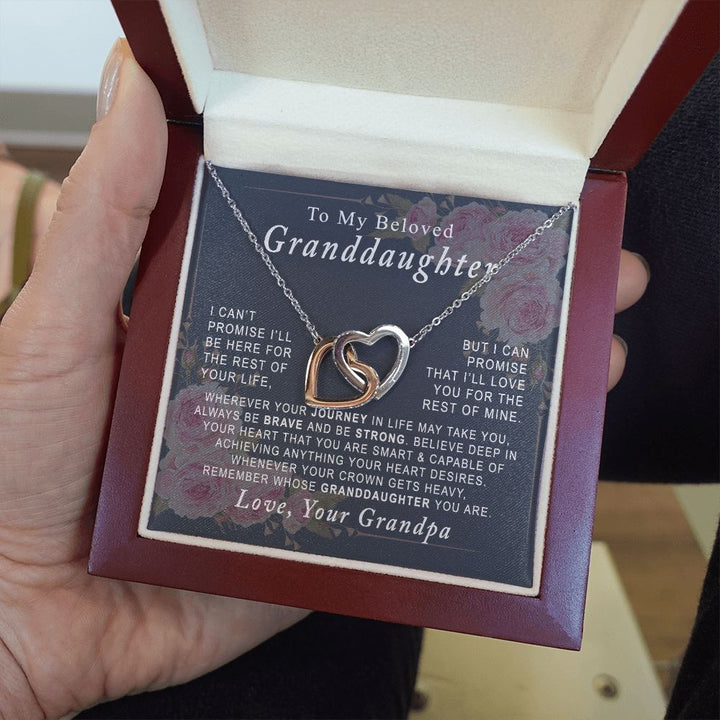 To My Beloved
Granddaughter
I CAN'T
PROMISE I'LL
BE HERE FOR
THE REST OF
YOUR LIFE,
BUT I CAN
PROMISE
THAT I'LL LOVE
YOU FOR THE
REST OF MINE.
WHEREVER YOUR JOURNEY IN LIFE MAY TAKE YOU,
ALWAYS BE BRAVE AND BE STRONG. BELIEVE DEEP IN
YOUR HEART THAT YOU ARE SMART & CAPABLE OF
ACHIEVING ANYTHING YOUR HEART DESIRES.
WHENEVER YOUR CROWN GETS HEAVY,
REMEMBER WHOSE GRANDDAUGHTER YOU ARE.
Love, Your Grandpa